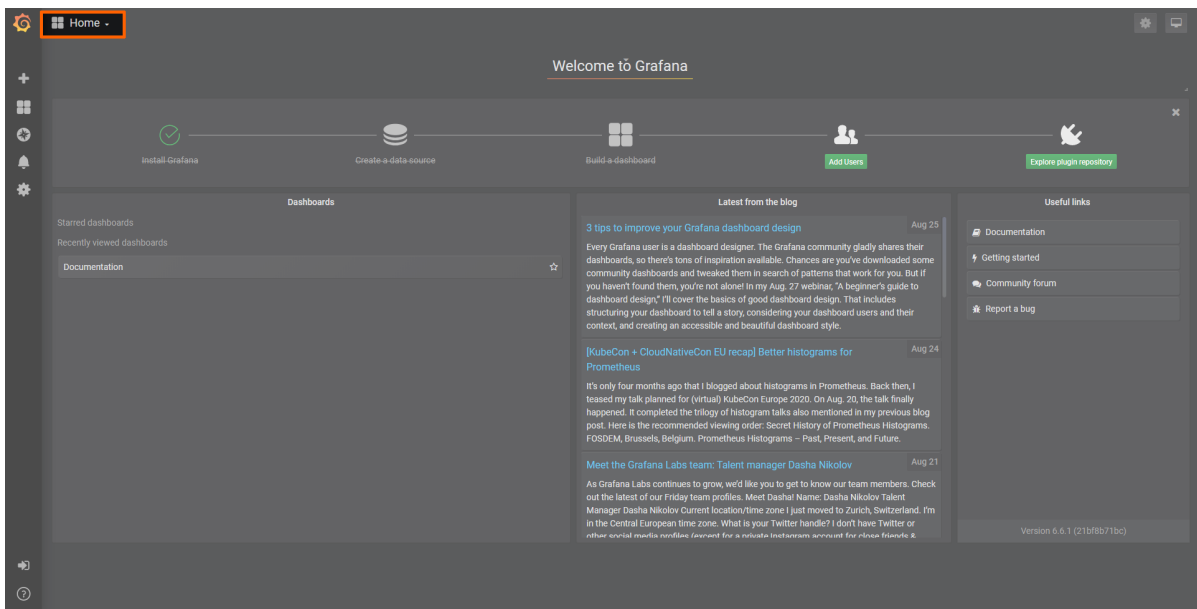 Home
Welcome to Grafana
Install Grafana
Create a data source
Build a dashboard
Add Users
Explore plugin repository
Dashboards
Starred dashboards
Recently viewed dashboards
Documentation
Latest from the blog
3 tips to improve your Grafana dashboard design
Aug 25
Every Grafana user is a dashboard designer. The Grafana community gladly shares their
dashboards, so there's tons of inspiration available. Chances are you've downloaded some
community dashboards and tweaked them in search of patterns that work for you. But if
you haven't found them, you're not alone! In my Aug. 27 webinar, "A beginner's guide to
dashboard design," I'll cover the basics of good dashboard design. That includes
structuring your dashboard to tell a story, considering your dashboard users and their
context, and creating an accessible and beautiful dashboard style.
[KubeCon + CloudNativeCon EU recap] Better histograms for
Prometheus
Aug 24
It's only four months ago that I blogged about histograms in Prometheus. Back then, I
teased my talk planned for (virtual) KubeCon Europe 2020. On Aug. 20, the talk finally
happened. It completed the trilogy of histogram talks also mentioned in my previous blog
post. Here is the recommended viewing order: Secret History of Prometheus Histograms.
FOSDEM, Brussels, Belgium. Prometheus Histograms – Past, Present, and Future.
Meet the Grafana Labs team: Talent manager Dasha Nikolov
Aug 21
As Grafana Labs continues to grow, we'd like you to get to know our team members. Check
out the latest of our Friday team profiles. Meet Dasha! Name: Dasha Nikolov Talent
Manager Dasha Nikolov Current location/time zone I just moved to Zurich, Switzerland. I'm
in the Central European time zone. What is your Twitter handle? I don't have Twitter or
other social media profiles (except for a private Instagram account for close friends &
Useful links
Documentation
Getting started
Community forum
Report a bug
Version 6.6.1 (21bf8b71bc)